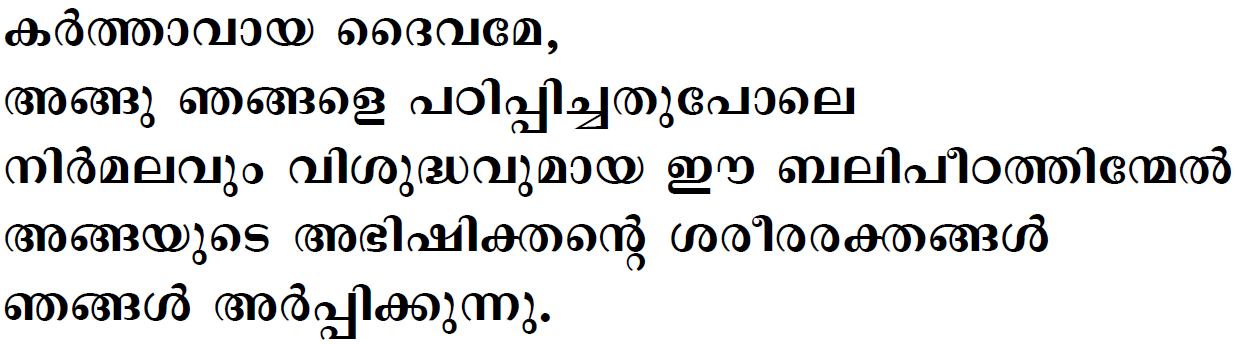 കർത്താവായ ദൈവമേ,
അങ്ങു ഞങ്ങളെ പഠിപ്പിച്ചതുപോലെ
നിർമലവും വിശുദ്ധവുമായ ഈ ബലിപീഠത്തിന്മേൽ
അങ്ങയുടെ അഭിഷിക്തന്റെ ശരീരരക്തങ്ങൾ
ഞങ്ങൾ അർപ്പിക്കുന്നു.